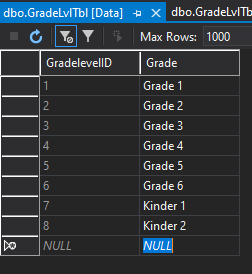 dbo.GradeLvlTbl [Data] dbo.GradeLvlT
Max Rows: 1000
GradelevelID Grade
1 Grade 1
2 Grade 2
3 Grade 3
4 Grade 4
5 Grade 5
6 Grade 6
7 Kinder 1
8 Kinder 2
NULL NULL